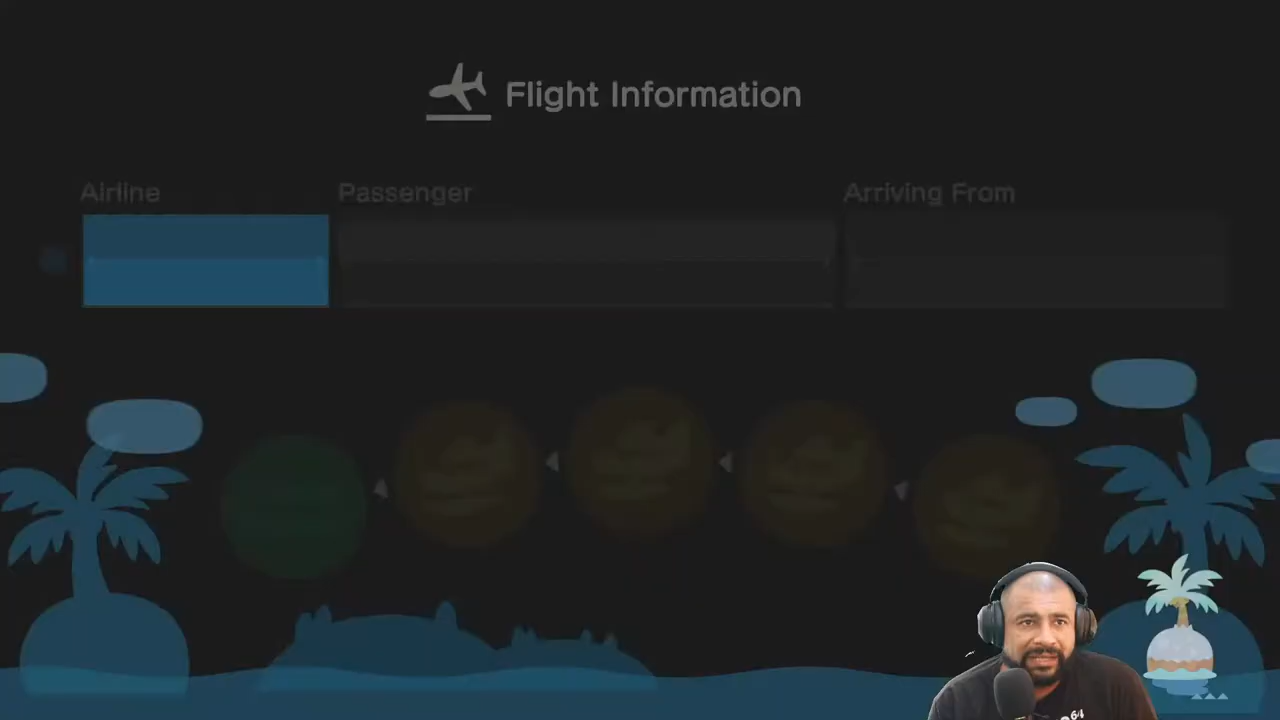 Flight Information
Airline
Passenger
Arriving From